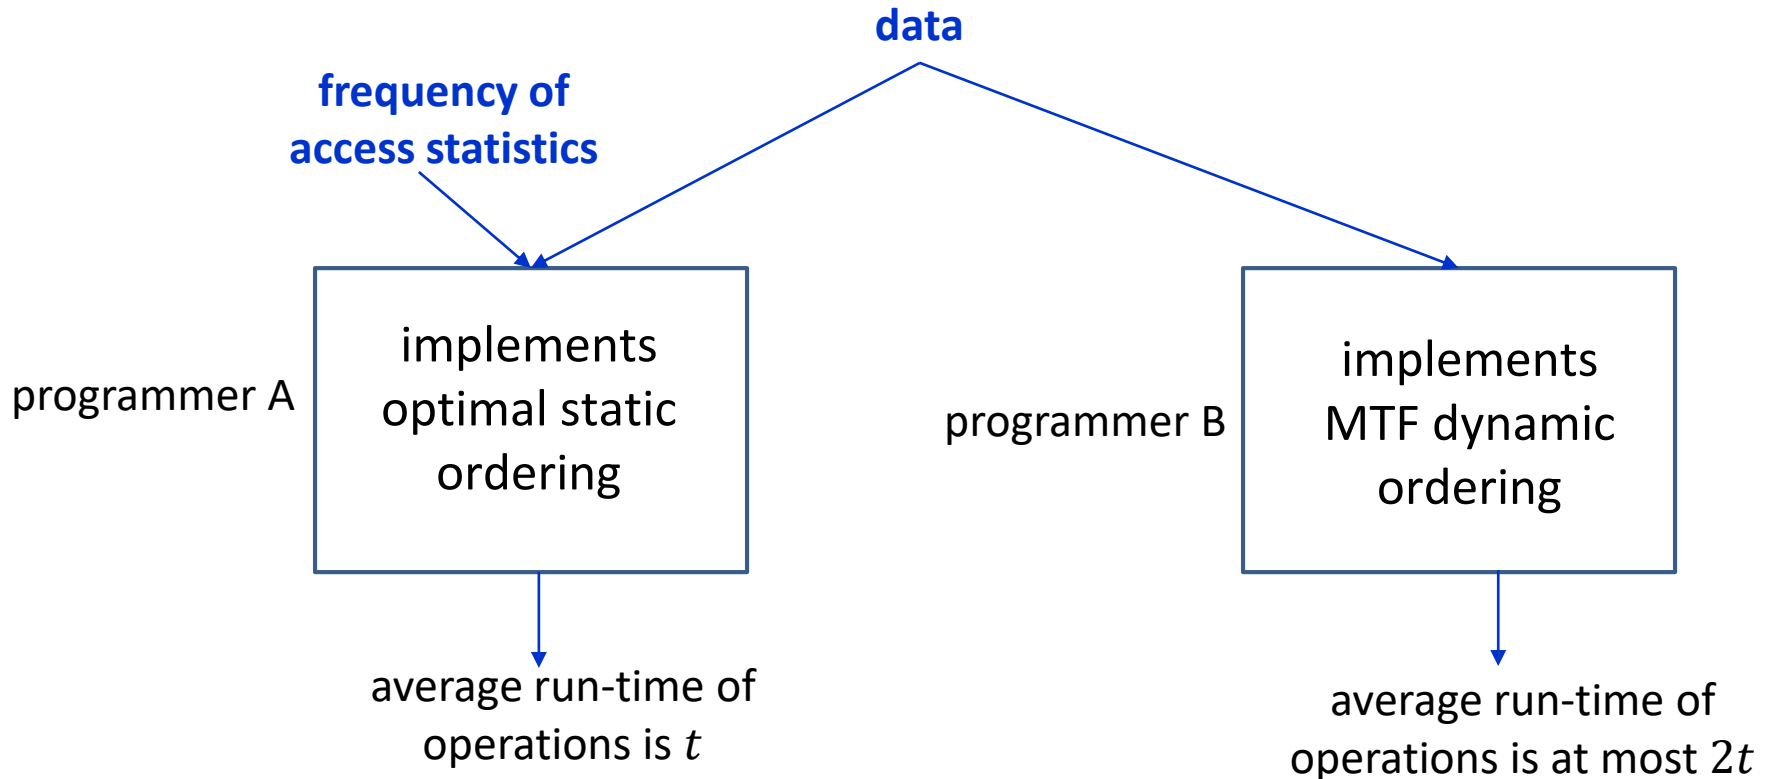 data
frequency of
access statistics
programmer A
implements
optimal static
ordering
average run-time of
operations is t
programmer B
implements
MTF dynamic
ordering
average run-time of
operations is at most 2t